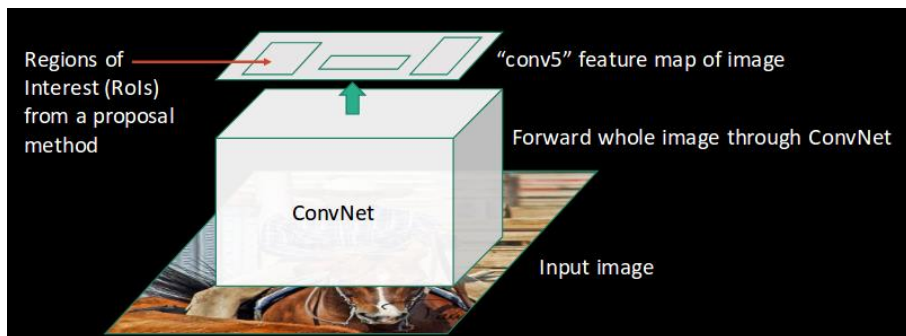 Regions of
Interest (RoIs)
from a proposal
method
“conv5” feature map of image
Forward whole image through ConvNet
ConvNet
Input image